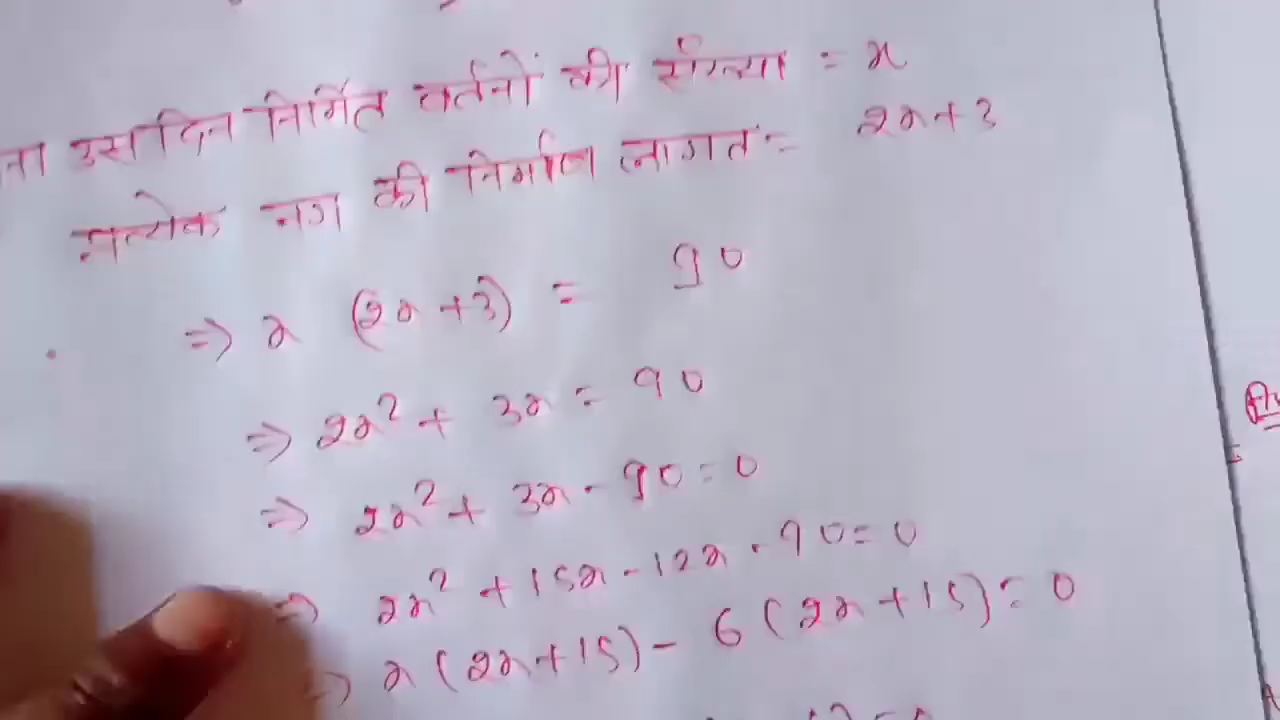 उस दिन निर्मित बर्तनों की संख्या = x
प्रत्येक नग की निर्माण लागत = 2x+3
⇒ x (2x+3) = 90
⇒ 2x² + 3x = 90
⇒ 2x² + 3x - 90 = 0
⇒ 2x² + 15x - 12x - 90 = 0
⇒ x (2x+15) - 6 (2x+15) = 0